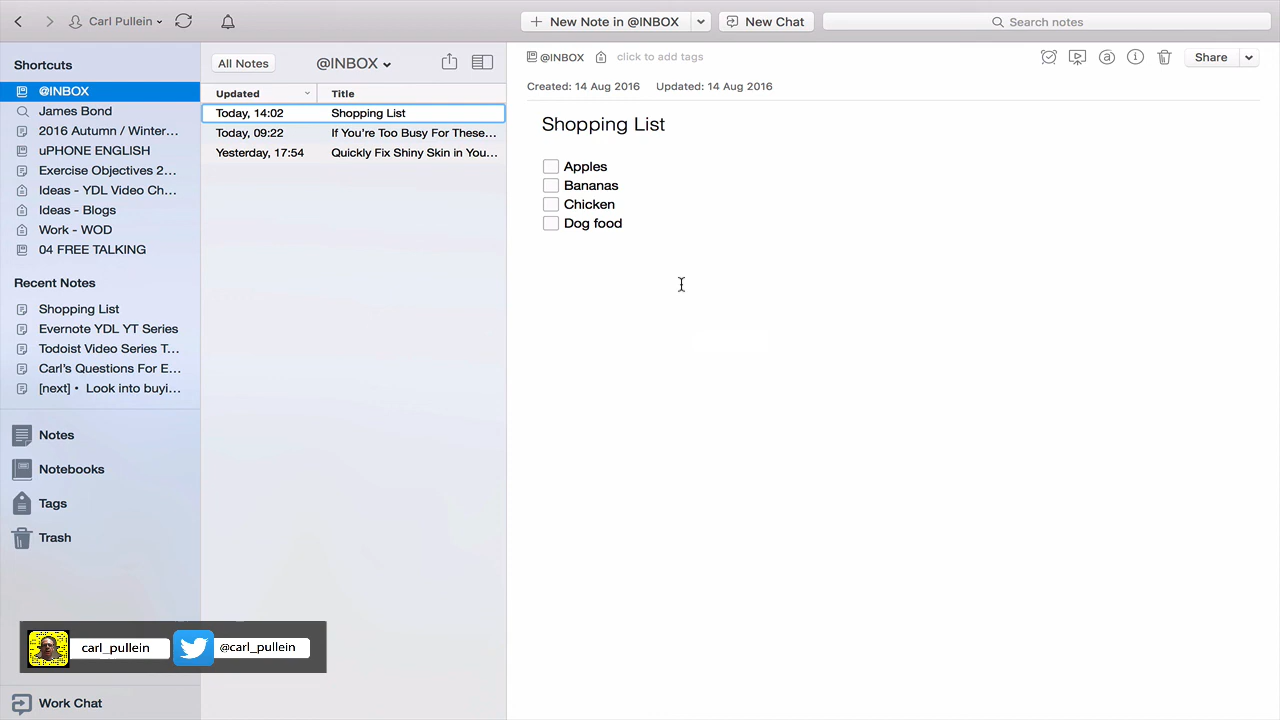 Carl Pullein
New Note in @INBOX
New Chat
Search notes
Shortcuts
@INBOX
James Bond
2016 Autumn / Winter...
uPHONE ENGLISH
Exercise Objectives 2...
Ideas - YDL Video Ch...
Ideas - Blogs
Work - WOD
04 FREE TALKING
Recent Notes
Shopping List
Evernote YDL YT Series
Todoist Video Series T...
Carl's Questions For E...
[next] • Look into buyi...
Notes
Notebooks
Tags
Trash
carl_pullein
@carl_pullein
Work Chat
All Notes
@INBOX
Updated Title
Today, 14:02 Shopping List
Today, 09:22 If You're Too Busy For These...
Yesterday, 17:54 Quickly Fix Shiny Skin in You...
@INBOX click to add tags
Share
Created: 14 Aug 2016 Updated: 14 Aug 2016
Shopping List
Apples
Bananas
Chicken
Dog food